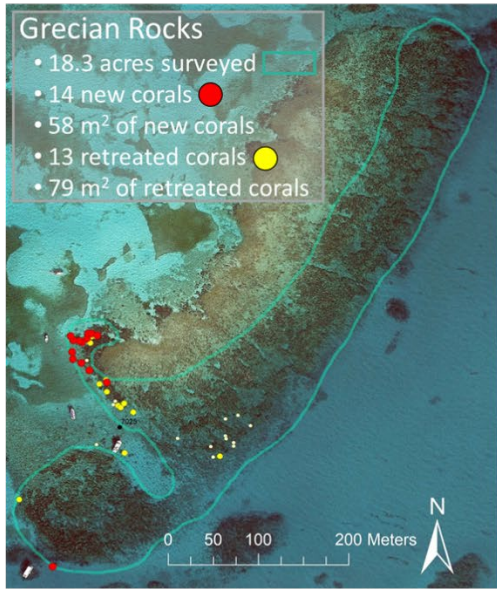 Grecian Rocks
• 18.3 acres surveyed
• 14 new corals
• 58 m² of new corals
• 13 retreated corals
• 79 m² of retreated corals
N
0 50 100 200 Meters